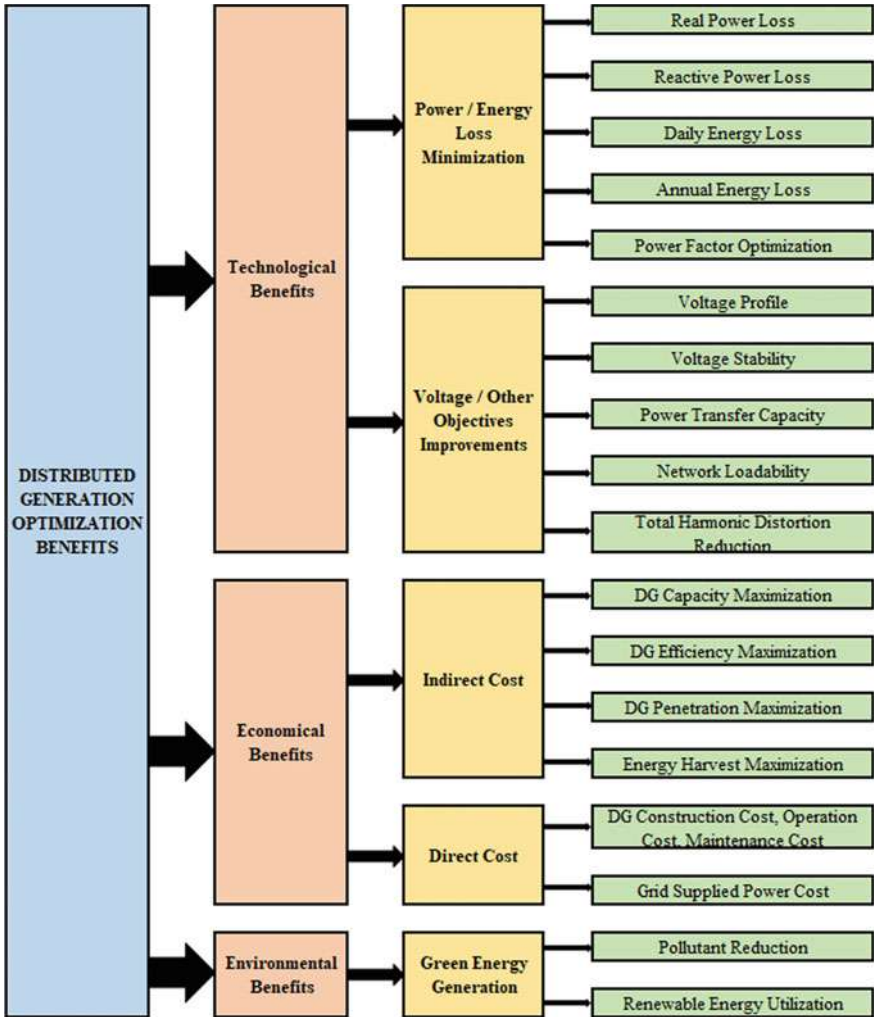 DISTRIBUTED
GENERATION
OPTIMIZATION
BENEFITS
Technological
Benefits
Power / Energy
Loss
Minimization
Real Power Loss
Reactive Power Loss
Daily Energy Loss
Annual Energy Loss
Power Factor Optimization
Voltage / Other
Objectives
Improvements
Voltage Profile
Voltage Stability
Power Transfer Capacity
Network Loadability
Total Harmonic Distortion
Reduction
Economical
Benefits
Indirect Cost
DG Capacity Maximization
DG Efficiency Maximization
DG Penetration Maximization
Energy Harvest Maximization
Direct Cost
DG Construction Cost, Operation
Cost, Maintenance Cost
Grid Supplied Power Cost
Environmental
Benefits
Green Energy
Generation
Pollutant Reduction
Renewable Energy Utilization